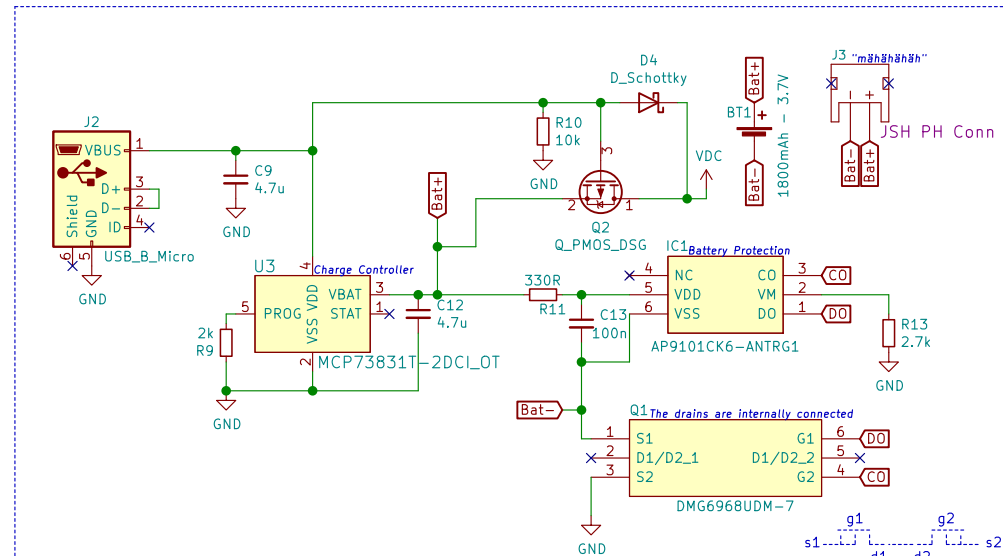 J3 "mähähähäh"
D4
D_Schottky
Bat+
BT1
+
1800mAh - 3.7V
Bat-
- +
JSH PH Conn
Bat-
Bat+
J2
VBUS 1
D+ 3
D- 2
ID 4
Shield
GND
6 5
USB_B_Micro
GND
C9
4.7u
GND
R10
10k
GND
3
2 1
Q2
Q_PMOS_DSG
VDC
Bat+
U3 Charge Controller
4
VDD
VBAT 3
STAT 1
5 PROG
VSS
2
MCP73831T-2DCI_OT
2k
R9
GND
C12
4.7u
330R
R11
C13
100n
IC1 Battery Protection
4 NC CO 3 CO
5 VDD VM 2
6 VSS DO 1 DO
AP9101CK6-ANTRG1
R13
2.7k
GND
Bat-
Q1 The drains are internally connected
1 S1 G1 6 DO
2 D1/D2_1 D1/D2_2 5
3 S2 G2 4 CO
DMG6968UDM-7
GND
g1 g2
s1 s2
d1 d2